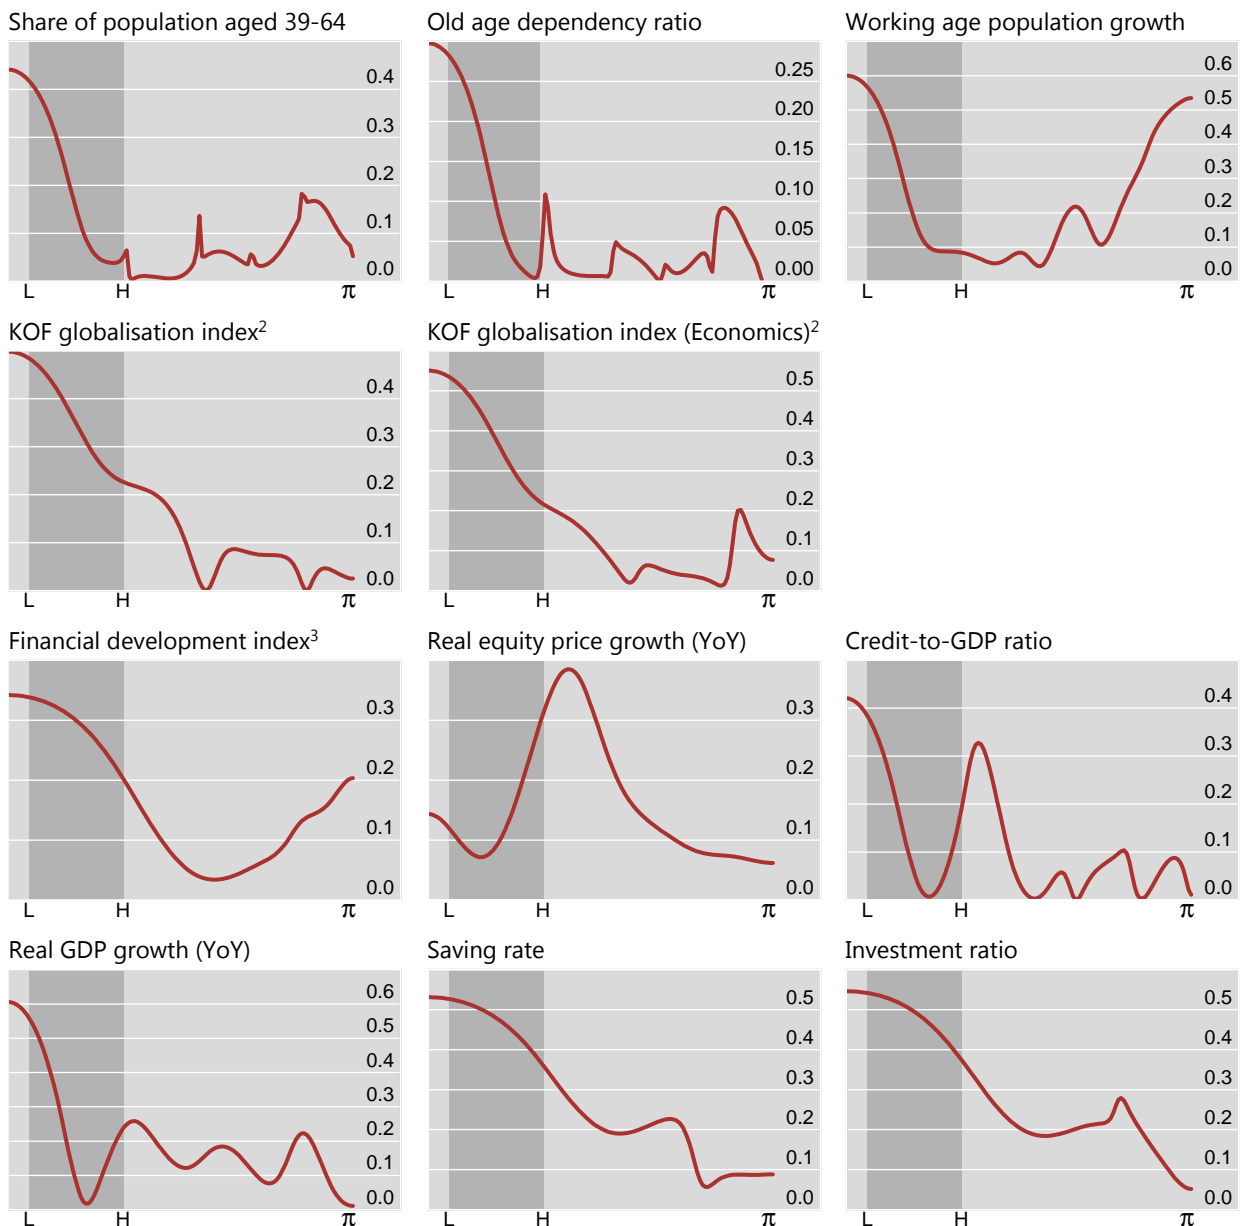 Share of population aged 39-64
0.4
0.3
0.2
0.1
0.0
L H π
Old age dependency ratio
0.25
0.20
0.15
0.10
0.05
0.00
L H π
Working age population growth
0.6
0.5
0.4
0.3
0.2
0.1
0.0
L H π
KOF globalisation index²
0.4
0.3
0.2
0.1
0.0
L H π
KOF globalisation index (Economics)²
0.5
0.4
0.3
0.2
0.1
0.0
L H π
Financial development index³
0.3
0.2
0.1
0.0
L H π
Real equity price growth (YoY)
0.3
0.2
0.1
0.0
L H π
Credit-to-GDP ratio
0.4
0.3
0.2
0.1
0.0
L H π
Real GDP growth (YoY)
0.6
0.5
0.4
0.3
0.2
0.1
0.0
L H π
Saving rate
0.5
0.4
0.3
0.2
0.1
0.0
L H π
Investment ratio
0.5
0.4
0.3
0.2
0.1
0.0
L H π